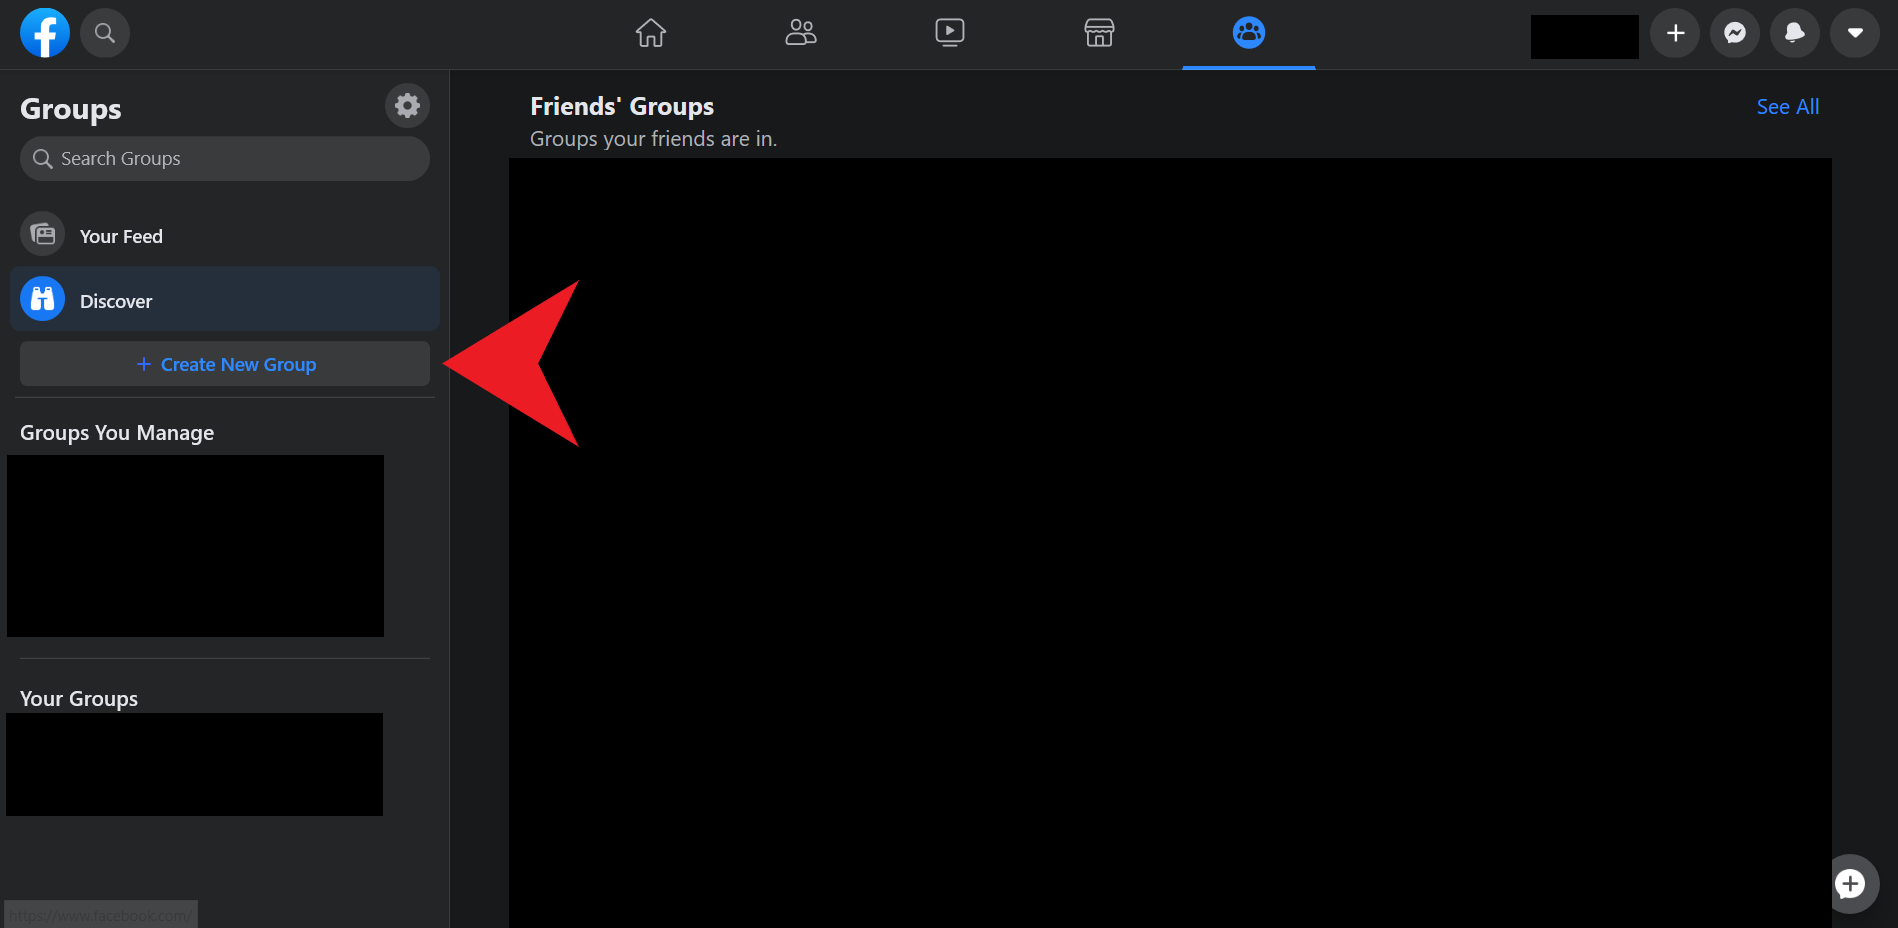 Groups
Search Groups
Your Feed
Discover
+ Create New Group
Groups You Manage
Your Groups
https://www.facebook.com/
Friends' Groups
See All
Groups your friends are in.